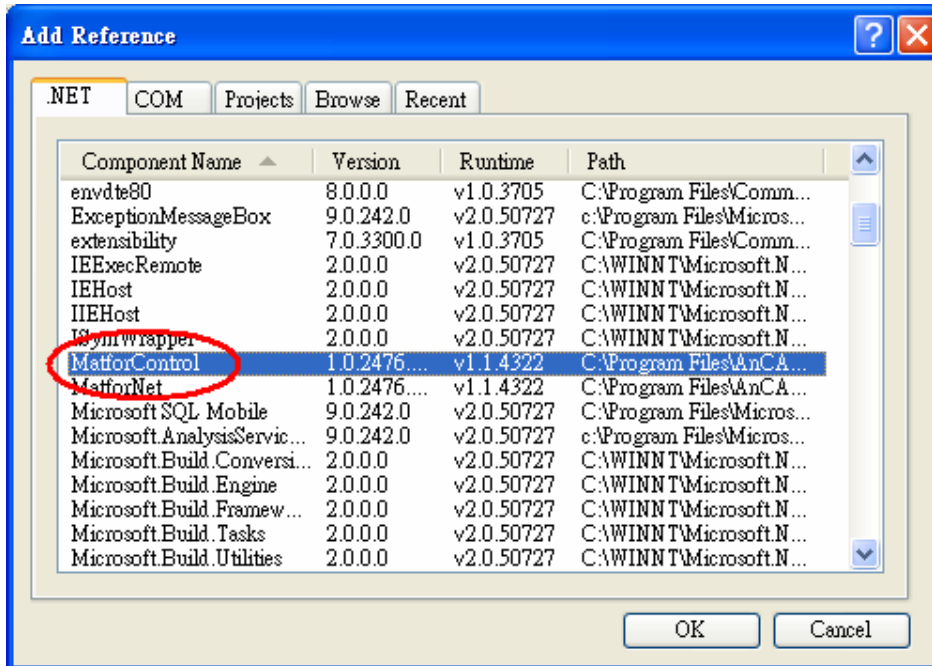 Add Reference
.NET COM Projects Browse Recent
Component Name Version Runtime Path
envdte80 8.0.0.0 v1.0.3705 C:\Program Files\Comm...
ExceptionMessageBox 9.0.242.0 v2.0.50727 c:\Program Files\Micros...
extensibility 7.0.3300.0 v1.0.3705 C:\Program Files\Comm...
IEExecRemote 2.0.0.0 v2.0.50727 C:\WINNT\Microsoft.N...
IEHost 2.0.0.0 v2.0.50727 C:\WINNT\Microsoft.N...
IIEHost 2.0.0.0 v2.0.50727 C:\WINNT\Microsoft.N...
ISymWrapper 2.0.0.0 v2.0.50727 C:\WINNT\Microsoft.N...
MatforControl 1.0.2476.... v1.1.4322 C:\Program Files\AnCA...
MatforNet 1.0.2476.... v1.1.4322 C:\Program Files\AnCA...
Microsoft SQL Mobile 9.0.242.0 v2.0.50727 C:\Program Files\Micros...
Microsoft.AnalysisServic... 9.0.242.0 v2.0.50727 c:\Program Files\Micros...
Microsoft.Build.Conversi... 2.0.0.0 v2.0.50727 C:\WINNT\Microsoft.N...
Microsoft.Build.Engine 2.0.0.0 v2.0.50727 C:\WINNT\Microsoft.N...
Microsoft.Build.Framew... 2.0.0.0 v2.0.50727 C:\WINNT\Microsoft.N...
Microsoft.Build.Tasks 2.0.0.0 v2.0.50727 C:\WINNT\Microsoft.N...
Microsoft.Build.Utilities 2.0.0.0 v2.0.50727 C:\WINNT\Microsoft.N...
OK Cancel